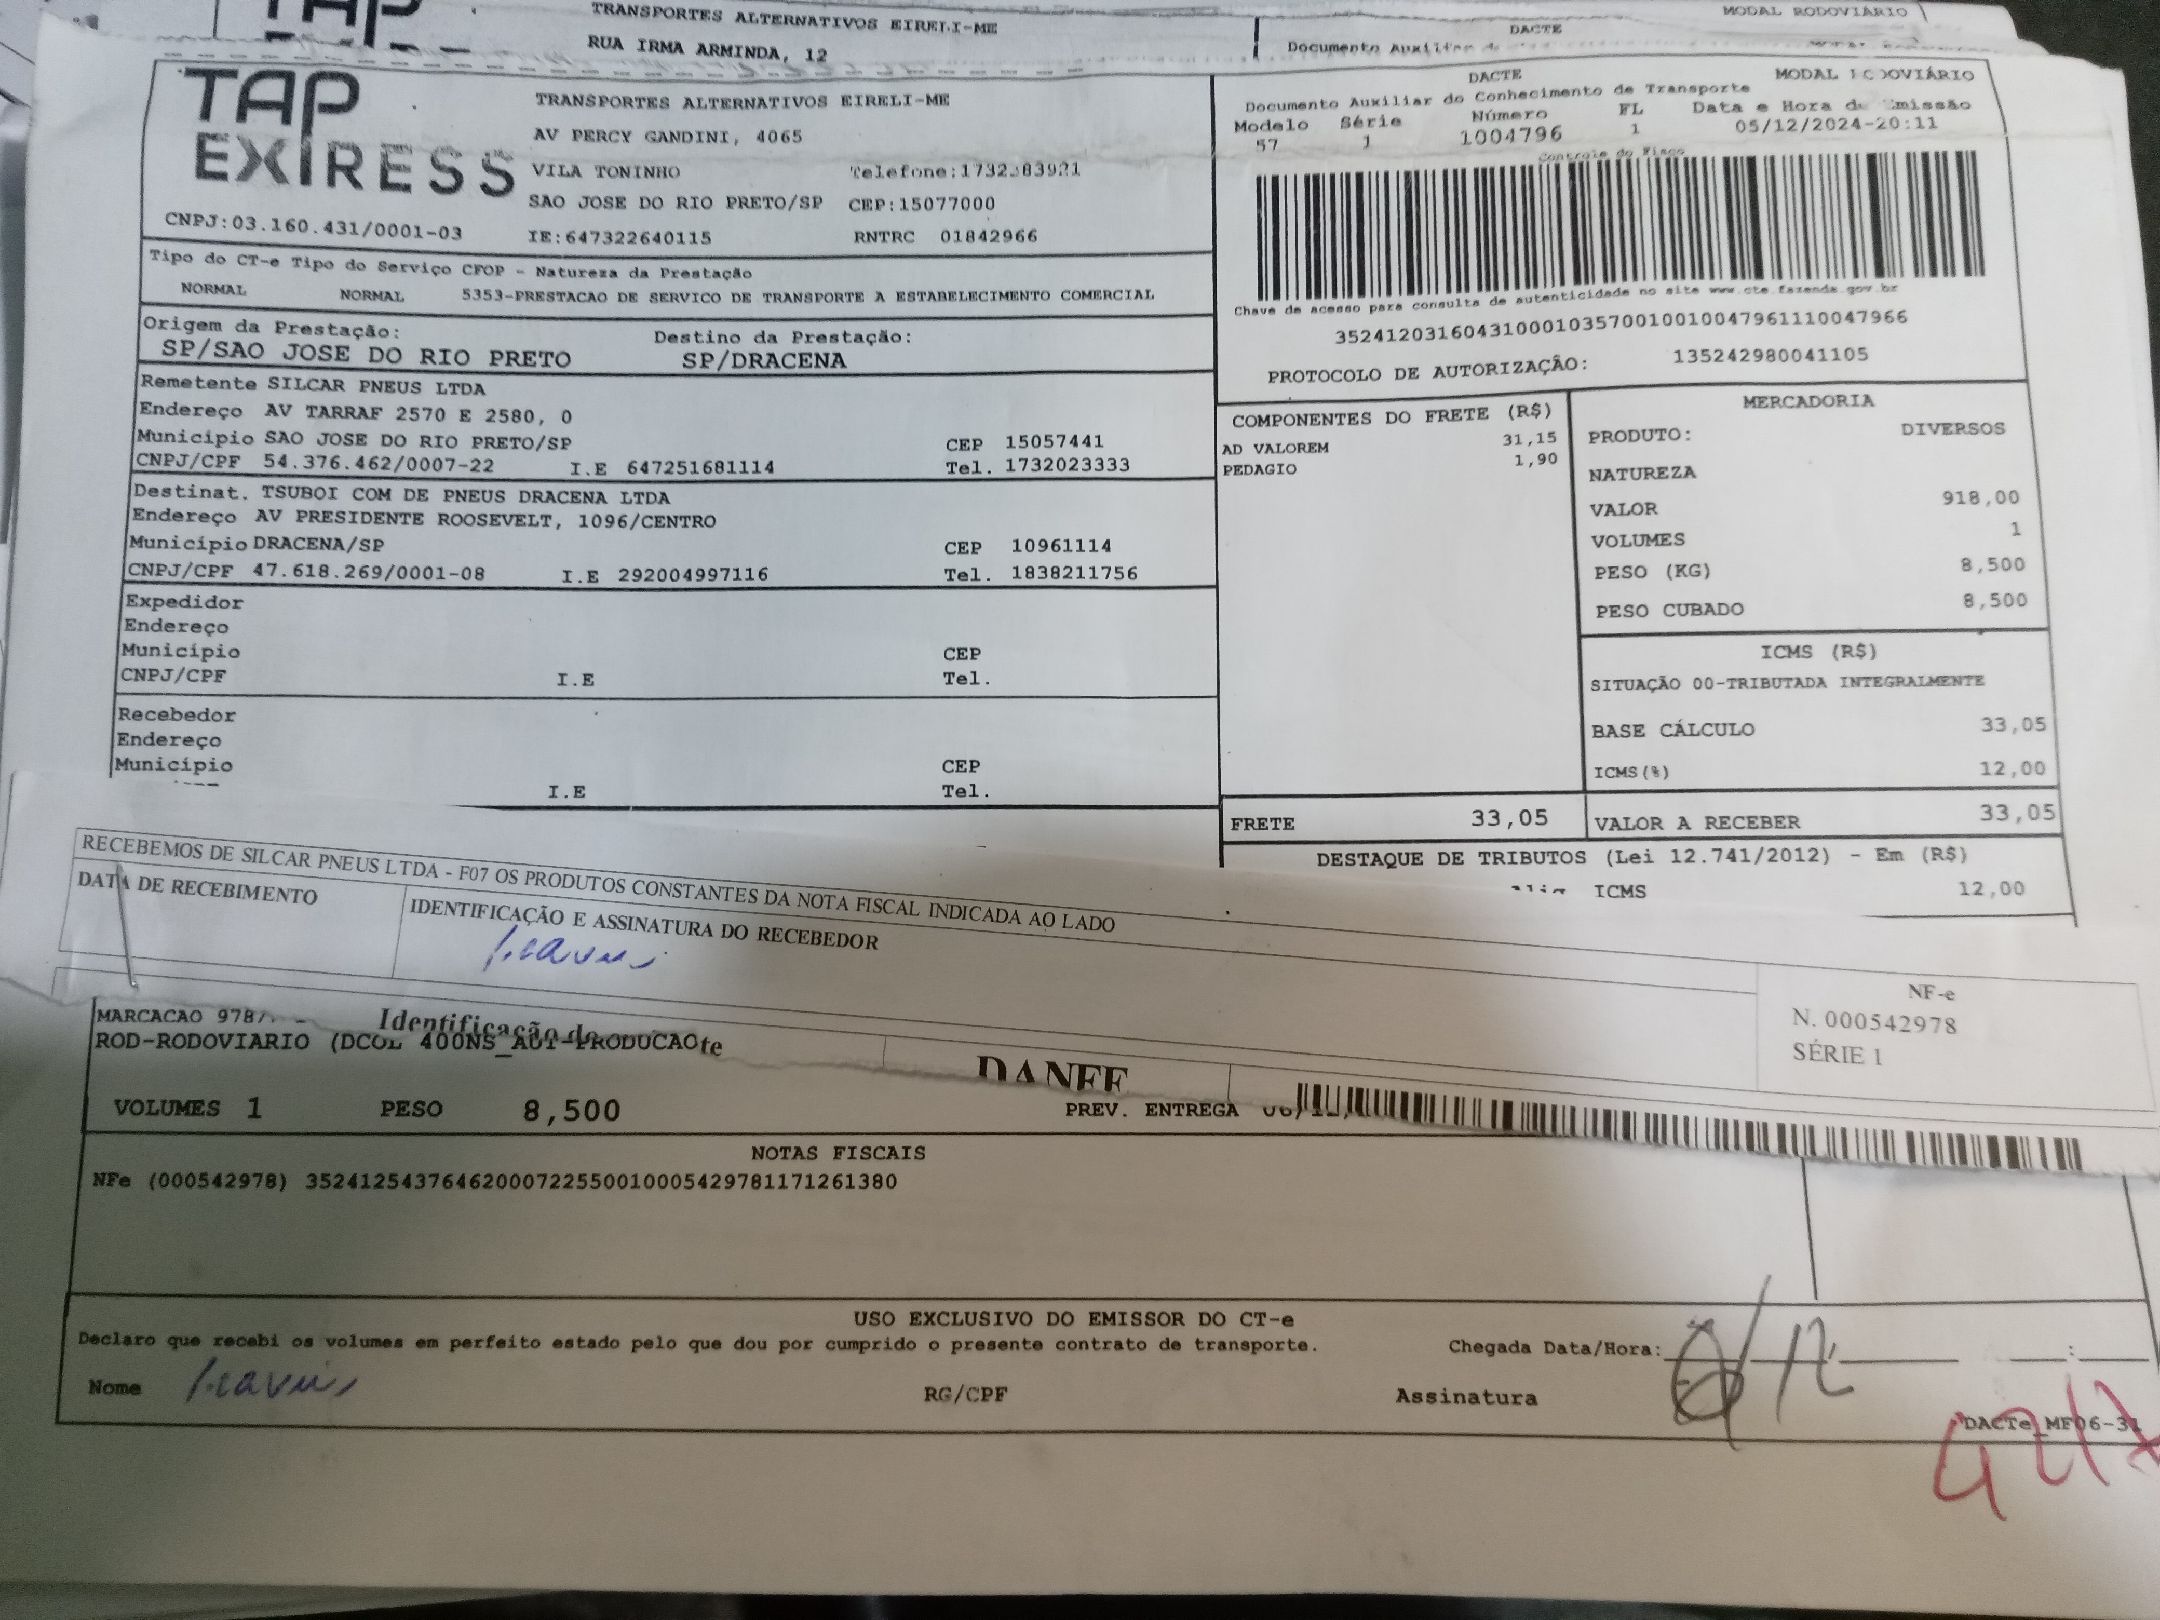 TRANSPORTES ALTERNATIVOS EIRELI-ME
RUA IRMA ARMINDA, 12
DACTE
MODAL RODOVIÁRIO
Documento Auxiliar
TAP
EXPRESS
CNPJ:03.160.431/0001-03
TRANSPORTES ALTERNATIVOS EIRELI-ME
AV PERCY GANDINI, 4065
VILA TONINHO
SAO JOSE DO RIO PRETO/SP CEP:15077000
IE:647322640115 RNTRC 01842966
DACTE MODAL RODOVIÁRIO
Documento Auxiliar do Conhecimento de Transporte
Modelo Série Número FL Data e Hora de Emissão
57 1 1004796 1 05/12/2024-20:11
Controle do Fisco
Chave de acesso para consulta de autenticidade no site www.cte.fazenda.gov.br
35241203160431000103570010010047961110047966
PROTOCOLO DE AUTORIZAÇÃO: 135242980041105
Tipo do CT-e Tipo do Serviço CFOP - Natureza da Prestação
NORMAL NORMAL 5353-PRESTACAO DE SERVICO DE TRANSPORTE A ESTABELECIMENTO COMERCIAL
Origem da Prestação: Destino da Prestação:
SP/SAO JOSE DO RIO PRETO SP/DRACENA
Remetente SILCAR PNEUS LTDA
Endereço AV TARRAF 2570 E 2580, 0
Município SAO JOSE DO RIO PRETO/SP CEP 15057441
CNPJ/CPF 54.376.462/0007-22 I.E 647251681114 Tel. 1732023333
Destinat. TSUBOI COM DE PNEUS DRACENA LTDA
Endereço AV PRESIDENTE ROOSEVELT, 1096/CENTRO
Município DRACENA/SP CEP 10961114
CNPJ/CPF 47.618.269/0001-08 I.E 292004997116 Tel. 1838211756
Expedidor
Endereço
Município CEP
CNPJ/CPF I.E Tel.
Recebedor
Endereço
Município CEP
I.E Tel.
COMPONENTES DO FRETE (R$)
AD VALOREM 31,15
PEDAGIO 1,90
MERCADORIA
PRODUTO: DIVERSOS
NATUREZA
VALOR 918,00
VOLUMES 1
PESO (KG) 8,500
PESO CUBADO 8,500
ICMS (R$)
SITUAÇÃO 00-TRIBUTADA INTEGRALMENTE
BASE CÁLCULO 33,05
ICMS(%) 12,00
FRETE 33,05 VALOR A RECEBER 33,05
DESTAQUE DE TRIBUTOS (Lei 12.741/2012) - Em (R$)
ICMS 12,00
RECEBEMOS DE SILCAR PNEUS LTDA - F07 OS PRODUTOS CONSTANTES DA NOTA FISCAL INDICADA AO LADO
DATA DE RECEBIMENTO IDENTIFICAÇÃO E ASSINATURA DO RECEBEDOR
NF-e
N. 000542978
SÉRIE 1
MARCACAO
Identificação do
ROD-RODOVIARIO
DANFE
VOLUMES 1 PESO 8,500 PREV. ENTREGA
NOTAS FISCAIS
NFe (000542978) 35241254376462000722550010005429781171261380
USO EXCLUSIVO DO EMISSOR DO CT-e
Declaro que recebi os volumes em perfeito estado pelo que dou por cumprido o presente contrato de transporte. Chegada Data/Hora:
Nome RG/CPF Assinatura